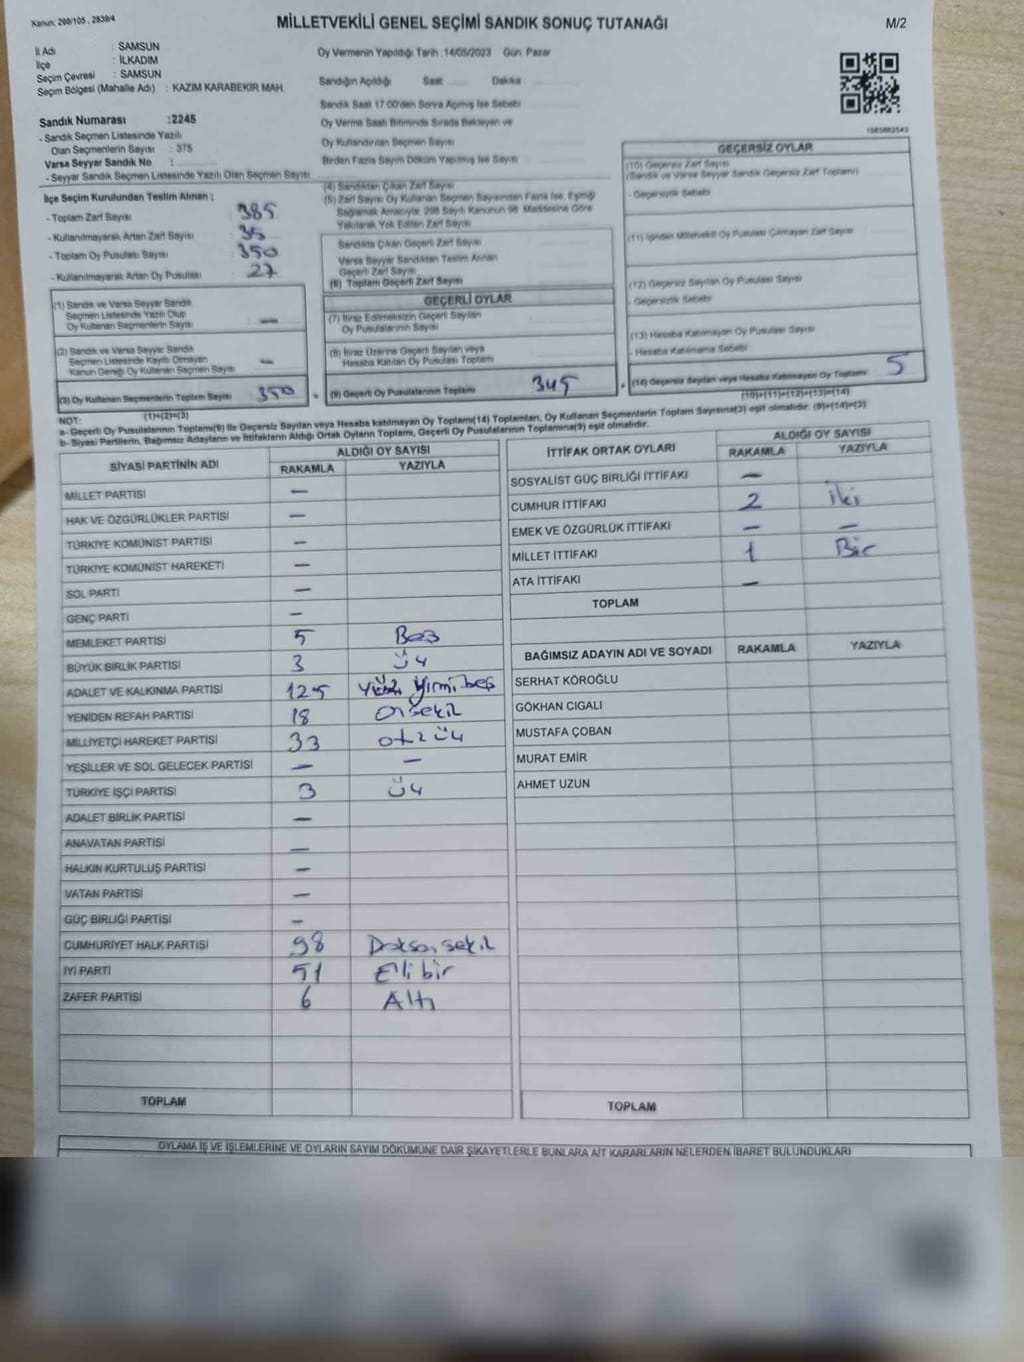 Kanun: 298/105 , 2839/4
MİLLETVEKİLİ GENEL SEÇİMİ SANDIK SONUÇ TUTANAĞI
M/2
İl Adı : SAMSUN
İlçe : İLKADIM
Seçim Çevresi : SAMSUN
Seçim Bölgesi (Mahalle Adı) : KAZIM KARABEKİR MAH.
Oy Vermenin Yapıldığı Tarih :14/05/2023 Gün: Pazar
Sandığın Açıldığı Saat ...... Dakika :
Sandık Saat 17:00'den Sonra Açılmış İse Sebebi
Oy Verme Saati Bitiminde Sırada Bekleyen ve
Oy Kullandırılan Seçmen Sayısı
Birden Fazla Sayım Döküm Yapılmış İse Sayısı
Sandık Numarası :2245
- Sandık Seçmen Listesinde Yazılı
Olan Seçmenlerin Sayısı : 375
Varsa Seyyar Sandık No :
- Seyyar Sandık Seçmen Listesinde Yazılı Olan Seçmen Sayısı
İlçe Seçim Kurulundan Teslim Alınan :
- Toplam Zarf Sayısı : 385
- Kullanılmayarak Artan Zarf Sayısı : 35
- Toplam Oy Pusulası Sayısı : 350
- Kullanılmayarak Artan Oy Pusulası : 27
(1) Sandık ve Varsa Seyyar Sandık
Seçmen Listesinde Yazılı Olup
Oy Kullanan Seçmenlerin Sayısı —
(2) Sandık ve Varsa Seyyar Sandık
Seçmen Listesinde Kayıtlı Olmayan
Kanun Gereği Oy Kullanan Seçmen Sayısı —
(3) Oy Kullanan Seçmenlerin Toplam Sayısı 350
(1)+(2)=(3)
(4) Sandıktan Çıkan Zarf Sayısı
(5) Zarf Sayısı Oy Kullanan Seçmen Sayısından Fazla İse, Eşitliği
Sağlamak Amacıyla, 298 Sayılı Kanunun 98. Maddesine Göre
Yakılarak Yok Edilen Zarf Sayısı
Sandıkta Çıkan Geçerli Zarf Sayısı
Varsa Seyyar Sandıktan Teslim Alınan
Geçerli Zarf Sayısı
(6) Toplam Geçerli Zarf Sayısı
GEÇERLİ OYLAR
(7) İtiraz Edilmeksizin Geçerli Sayılan
Oy Pusulalarının Sayısı
(8) İtiraz Üzerine Geçerli Sayılan veya
Hesaba Katılan Oy Pusulası Toplamı
(9) Geçerli Oy Pusulalarının Toplamı 345
1083882543
GEÇERSİZ OYLAR
(10) Geçersiz Zarf Sayısı
(Sandık ve Varsa Seyyar Sandık Geçersiz Zarf Toplamı)
- Geçersizlik Sebebi
(11) İçinden Milletvekili Oy Pusulası Çıkmayan Zarf Sayısı
(12) Geçersiz Sayılan Oy Pusulası Sayısı
- Geçersizlik Sebebi
(13) Hesaba Katılmayan Oy Pusulası Sayısı
- Hesaba Katılmama Sebebi
(14) Geçersiz Sayılan veya Hesaba Katılmayan Oy Toplamı 5
(10)+(11)+(12)+(13)=(14)
NOT:
a- Geçerli Oy Pusulalarının Toplamı(9) ile Geçersiz Sayılan veya Hesaba katılmayan Oy Toplamı(14) Toplamları, Oy Kullanan Seçmenlerin Toplam Sayısına(3) eşit olmalıdır. (9)+(14)=(3)
b- Siyasi Partilerin, Bağımsız Adayların ve İttifakların Aldığı Ortak Oyların Toplamı, Geçerli Oy Pusulalarının Toplamına(9) eşit olmalıdır.
SİYASİ PARTİNİN ADI ALDIĞI OY SAYISI
RAKAMLA YAZIYLA
MİLLET PARTİSİ —
HAK VE ÖZGÜRLÜKLER PARTİSİ —
TÜRKİYE KOMÜNİST PARTİSİ —
TÜRKİYE KOMÜNİST HAREKETİ —
SOL PARTİ —
GENÇ PARTİ —
MEMLEKET PARTİSİ 5 Beş
BÜYÜK BİRLİK PARTİSİ 3 Üç
ADALET VE KALKINMA PARTİSİ 125 Yüz Yirmi beş
YENİDEN REFAH PARTİSİ 18 Onsekiz
MİLLİYETÇİ HAREKET PARTİSİ 33 otz üç
YEŞİLLER VE SOL GELECEK PARTİSİ — —
TÜRKİYE İŞÇİ PARTİSİ 3 Üç
ADALET BİRLİK PARTİSİ —
ANAVATAN PARTİSİ —
HALKIN KURTULUŞ PARTİSİ —
VATAN PARTİSİ —
GÜÇ BİRLİĞİ PARTİSİ —
CUMHURİYET HALK PARTİSİ 98 Doksan sekiz
İYİ PARTİ 51 Elli bir
ZAFER PARTİSİ 6 Altı
TOPLAM
İTTİFAK ORTAK OYLARI ALDIĞI OY SAYISI
RAKAMLA YAZIYLA
SOSYALİST GÜÇ BİRLİĞİ İTTİFAKI —
CUMHUR İTTİFAKI 2 İki
EMEK VE ÖZGÜRLÜK İTTİFAKI — —
MİLLET İTTİFAKI 1 Bir
ATA İTTİFAKI —
TOPLAM
BAĞIMSIZ ADAYIN ADI VE SOYADI RAKAMLA YAZIYLA
SERHAT KÖROĞLU
GÖKHAN CIGALI
MUSTAFA ÇOBAN
MURAT EMİR
AHMET UZUN
TOPLAM
OYLAMA İŞ VE İŞLEMLERİNE VE OYLARIN SAYIM DÖKÜMÜNE DAİR ŞİKAYETLERLE BUNLARA AİT KARARLARIN NELERDEN İBARET BULUNDUKLARI